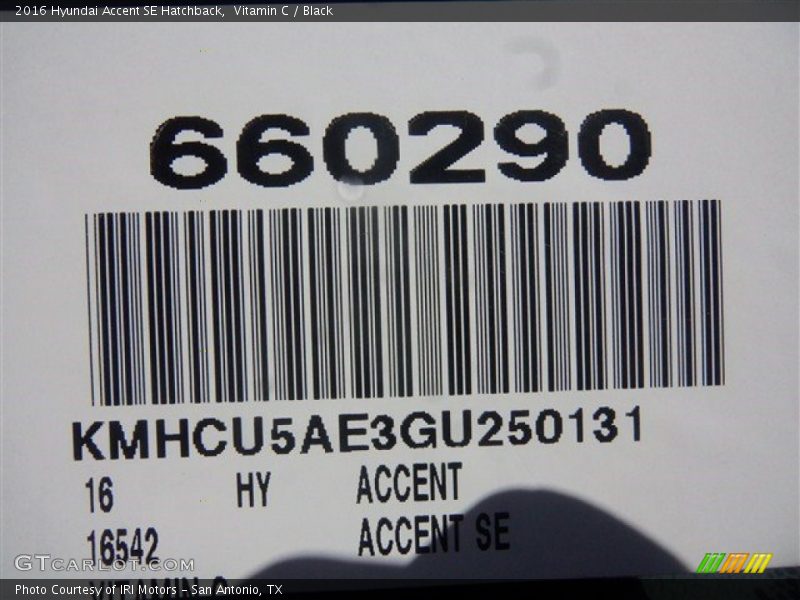 2016 Hyundai Accent SE Hatchback,  Vitamin C / Black
660290
KMHCU5AE3GU250131
16 HY ACCENT
16542 ACCENT SE
GTCARLOT.COM
VITAMIN C
Photo Courtesy of IRI Motors - San Antonio, TX